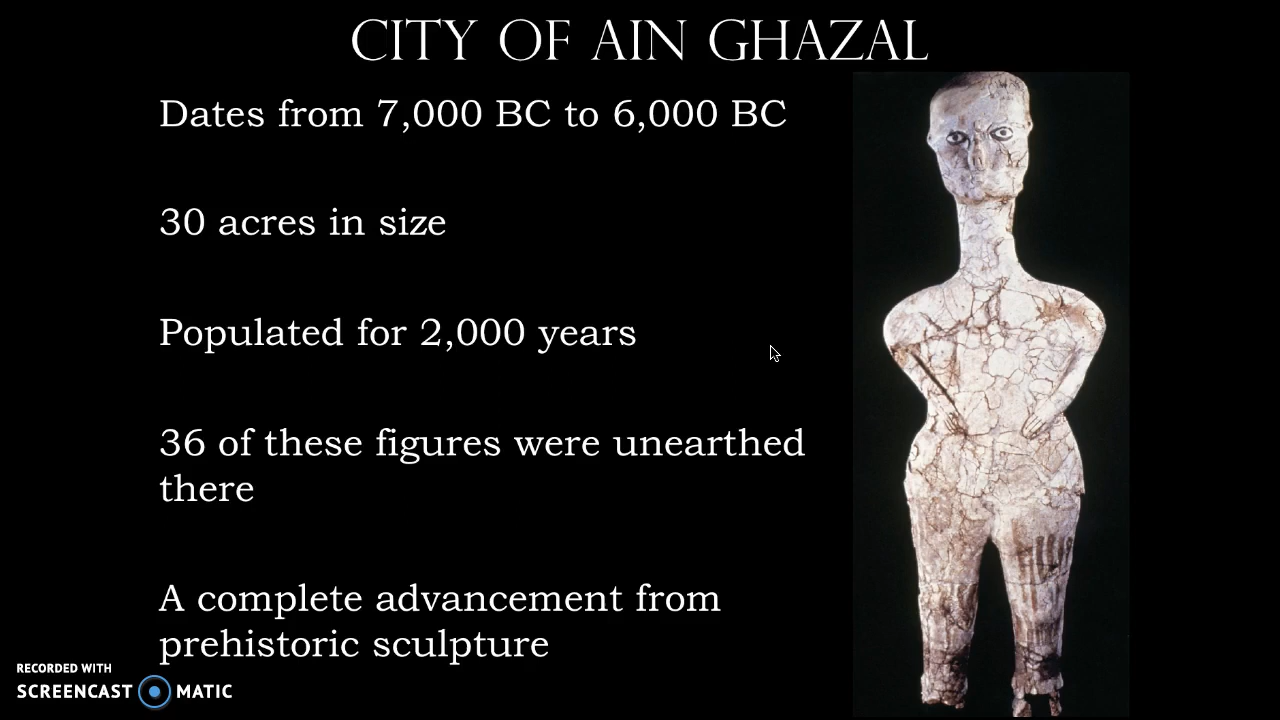 CITY OF AIN GHAZAL
Dates from 7,000 BC to 6,000 BC
30 acres in size
Populated for 2,000 years
36 of these figures were unearthed
there
A complete advancement from
prehistoric sculpture
RECORDED WITH
SCREENCAST MATIC